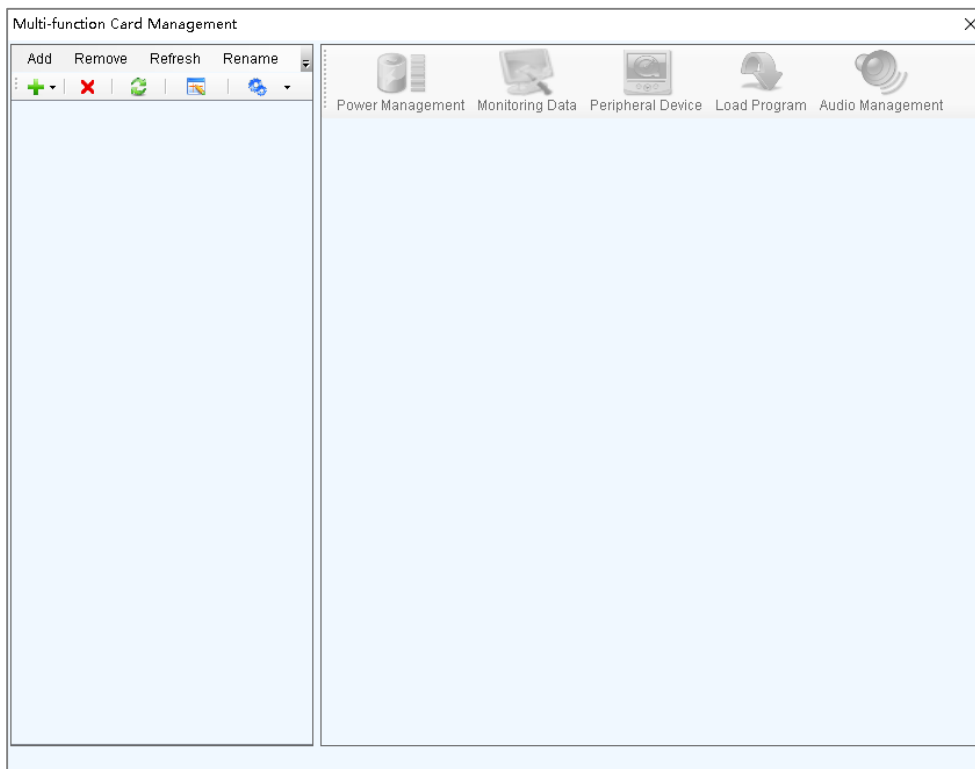 Multi-function Card Management
Add Remove Refresh Rename
Power Management Monitoring Data Peripheral Device Load Program Audio Management